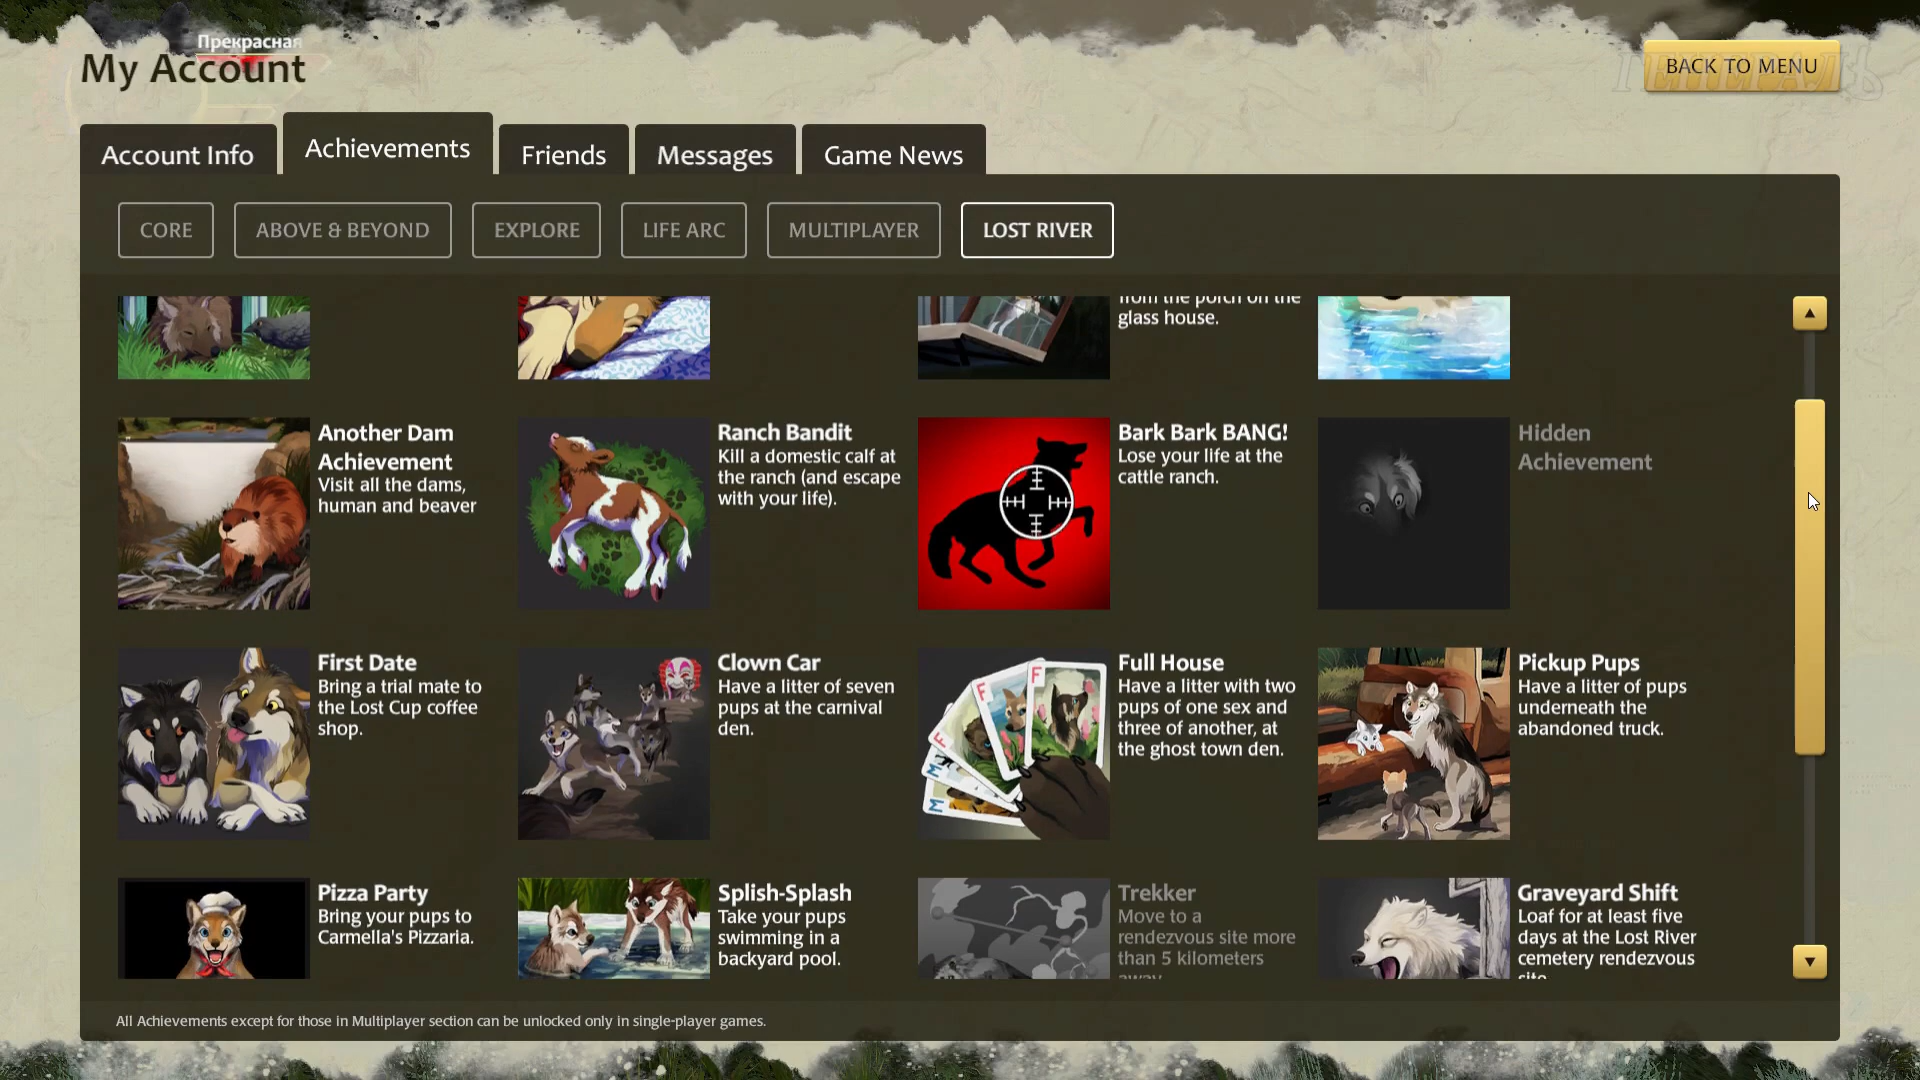 Прекрасная
My Account
BACK TO MENU
Account Info
Achievements
Friends
Messages
Game News
CORE
ABOVE & BEYOND
EXPLORE
LIFE ARC
MULTIPLAYER
LOST RIVER
from the porch on the
glass house.
Another Dam
Achievement
Visit all the dams,
human and beaver
Ranch Bandit
Kill a domestic calf at
the ranch (and escape
with your life).
Bark Bark BANG!
Lose your life at the
cattle ranch.
Hidden
Achievement
First Date
Bring a trial mate to
the Lost Cup coffee
shop.
Clown Car
Have a litter of seven
pups at the carnival
den.
Full House
Have a litter with two
pups of one sex and
three of another, at
the ghost town den.
Pickup Pups
Have a litter of pups
underneath the
abandoned truck.
Pizza Party
Bring your pups to
Carmella's Pizzaria.
Splish-Splash
Take your pups
swimming in a
backyard pool.
Trekker
Move to a
rendezvous site more
than 5 kilometers
away.
Graveyard Shift
Loaf for at least five
days at the Lost River
cemetery rendezvous
site.
All Achievements except for those in Multiplayer section can be unlocked only in single-player games.